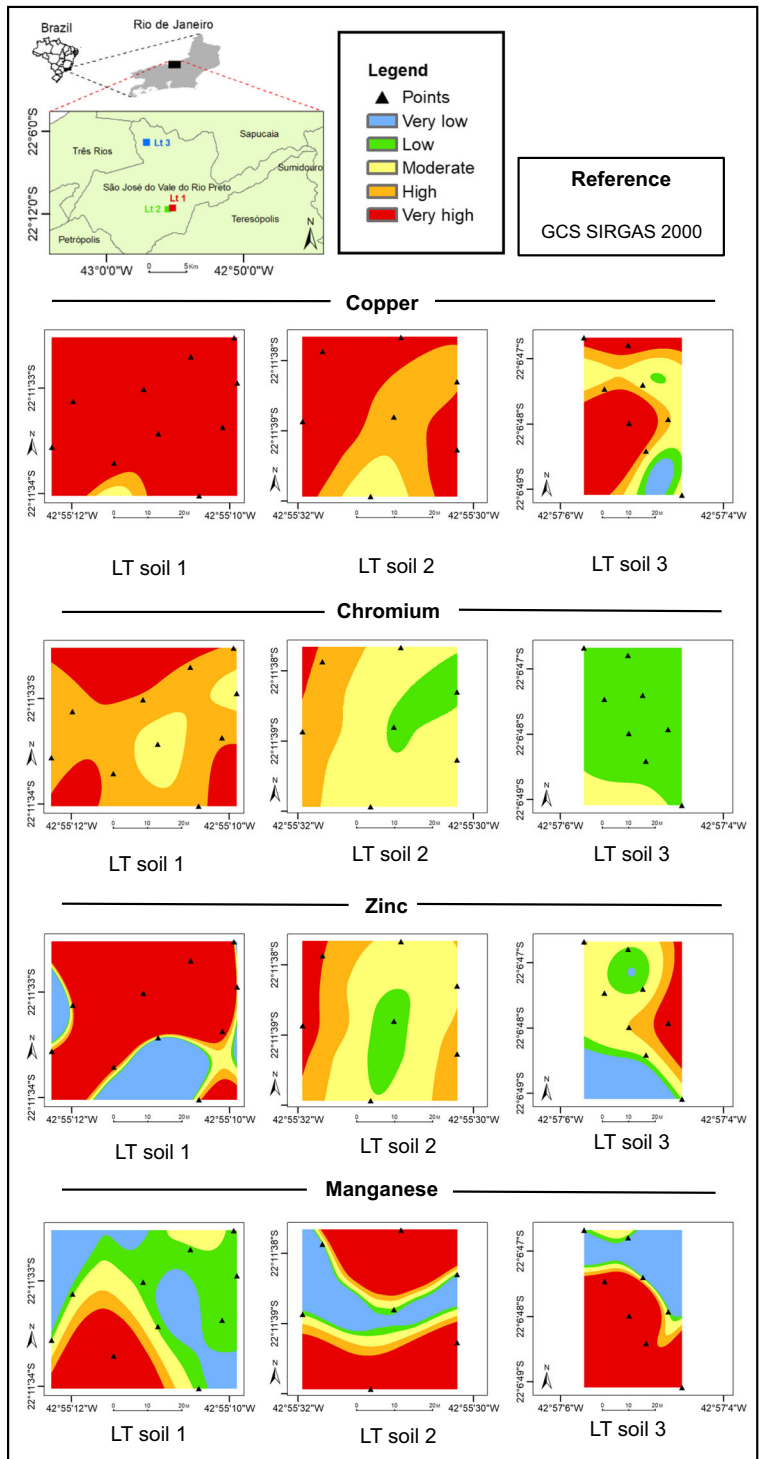 Brazil
Rio de Janeiro
Legend
Points
Very low
Low
Moderate
High
Very high
Reference
GCS SIRGAS 2000
22°6'0"S
22°12'0"S
Três Rios
Lt 3
Sapucaia
Sumidouro
São José do Vale do Rio Preto
Lt 1
Lt 2
Teresópolis
Petrópolis
N
43°0'0"W
0 5Km
42°50'0"W
Copper
22°11'33"S
22°11'34"S
N
42°55'12"W
0 10 20M
42°55'10"W
LT soil 1
22°11'38"S
22°11'39"S
N
42°55'32"W
0 10 20M
42°55'30"W
LT soil 2
22°6'47"S
22°6'48"S
22°6'49"S
N
42°57'6"W
0 10 20M
42°57'4"W
LT soil 3
Chromium
22°11'33"S
22°11'34"S
N
42°55'12"W
0 10 20M
42°55'10"W
LT soil 1
22°11'38"S
22°11'39"S
N
42°55'32"W
0 10 20M
42°55'30"W
LT soil 2
22°6'47"S
22°6'48"S
22°6'49"S
N
42°57'6"W
0 10 20M
42°57'4"W
LT soil 3
Zinc
22°11'33"S
22°11'34"S
N
42°55'12"W
0 10 20M
42°55'10"W
LT soil 1
22°11'38"S
22°11'39"S
N
42°55'32"W
0 10 20M
42°55'30"W
LT soil 2
22°6'47"S
22°6'48"S
22°6'49"S
N
42°57'6"W
0 10 20M
42°57'4"W
LT soil 3
Manganese
22°11'33"S
22°11'34"S
N
42°55'12"W
0 10 20M
42°55'10"W
LT soil 1
22°11'38"S
22°11'39"S
N
42°55'32"W
0 10 20M
42°55'30"W
LT soil 2
22°6'47"S
22°6'48"S
22°6'49"S
N
42°57'6"W
0 10 20M
42°57'4"W
LT soil 3